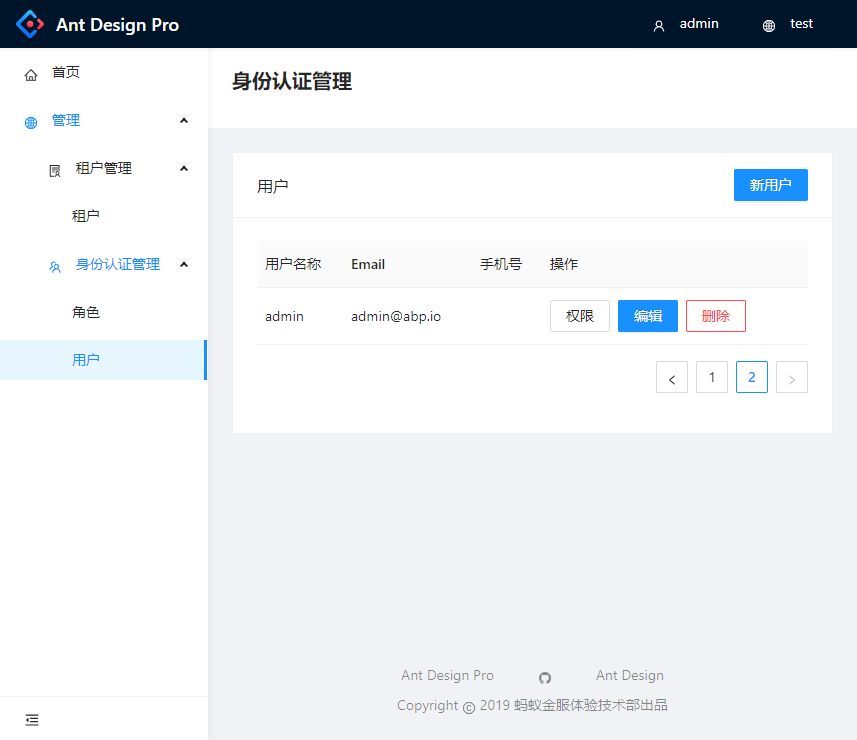 Ant Design Pro
admin
test
首页
管理
租户管理
租户
身份认证管理
角色
用户
身份认证管理
用户
新用户
用户名称 Email 手机号 操作
admin admin@abp.io 权限 编辑 删除
< 1 2 >
Ant Design Pro Ant Design
Copyright © 2019 蚂蚁金服体验技术部出品